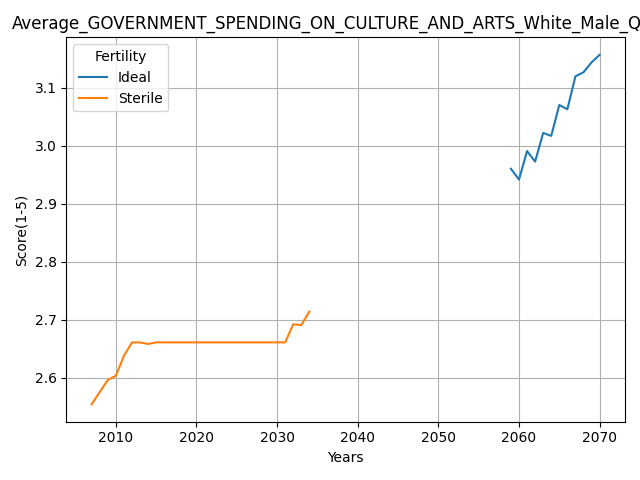 Average_GOVERNMENT_SPENDING_ON_CULTURE_AND_ARTS_White_Male_Q
Fertility
Ideal
Sterile
Score(1-5)
3.1
3.0
2.9
2.8
2.7
2.6
2010 2020 2030 2040 2050 2060 2070
Years